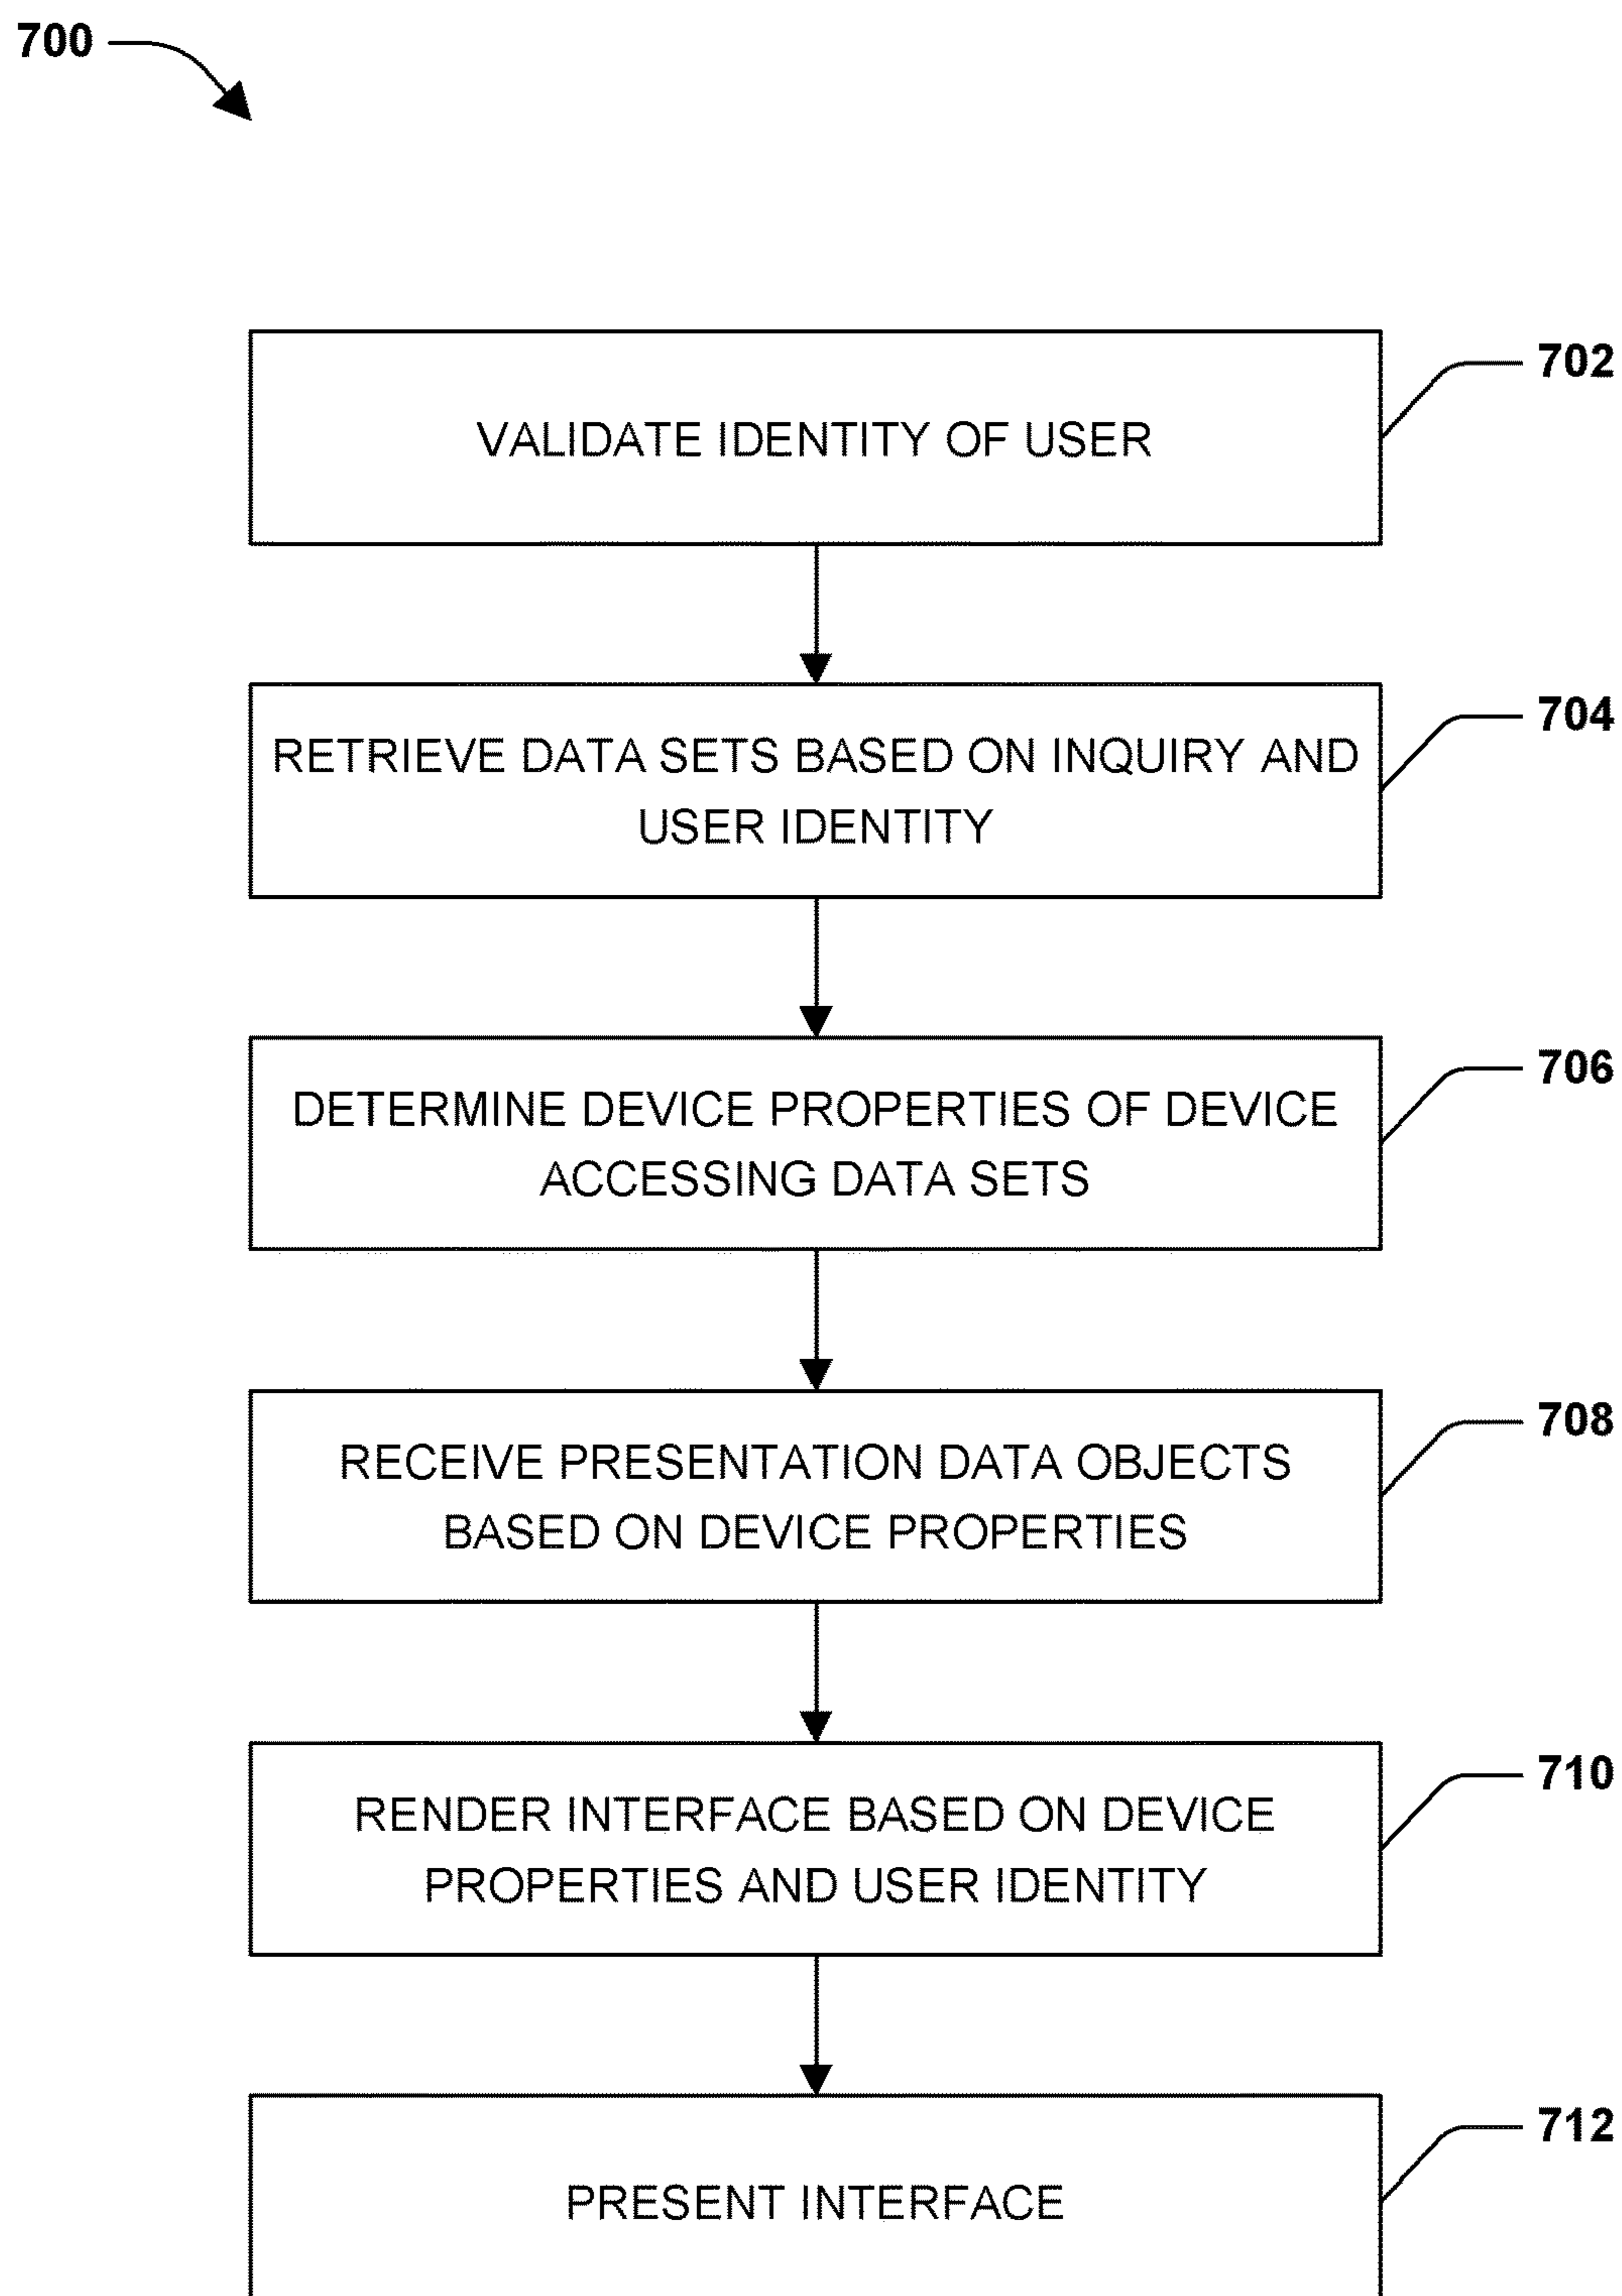 700
702
VALIDATE IDENTITY OF USER
704
RETRIEVE DATA SETS BASED ON INQUIRY AND
USER IDENTITY
706
DETERMINE DEVICE PROPERTIES OF DEVICE
ACCESSING DATA SETS
708
RECEIVE PRESENTATION DATA OBJECTS
BASED ON DEVICE PROPERTIES
710
RENDER INTERFACE BASED ON DEVICE
PROPERTIES AND USER IDENTITY
712
PRESENT INTERFACE